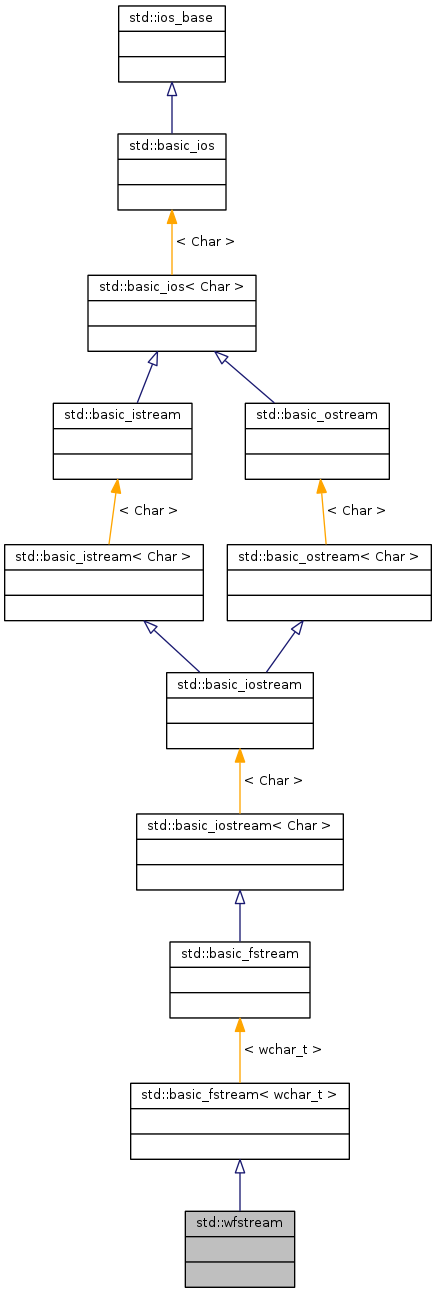 std::ios_base
std::basic_ios
< Char >
std::basic_ios< Char >
std::basic_istream
std::basic_ostream
< Char >
< Char >
std::basic_istream< Char >
std::basic_ostream< Char >
std::basic_iostream
< Char >
std::basic_iostream< Char >
std::basic_fstream
< wchar_t >
std::basic_fstream< wchar_t >
std::wfstream